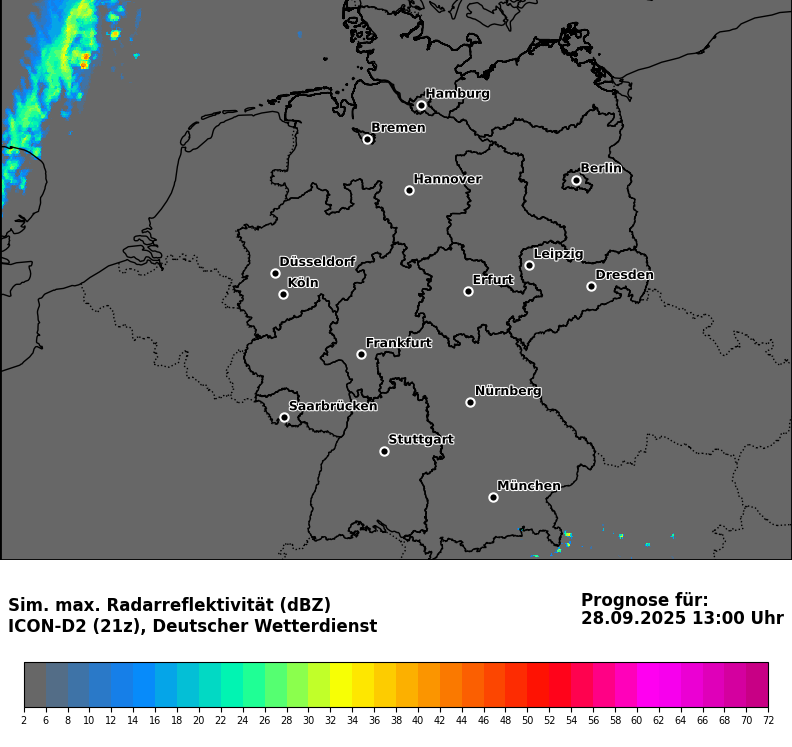 Hamburg
Bremen
Berlin
Hannover
Leipzig
Düsseldorf
Dresden
Köln
Erfurt
Frankfurt
Nürnberg
Saarbrücken
Stuttgart
München
Sim. max. Radarreflektivität (dBZ)
ICON-D2 (21z), Deutscher Wetterdienst
Prognose für:
28.09.2025 13:00 Uhr
2 6 8 10 12 14 16 18 20 22 24 26 28 30 32 34 36 38 40 42 44 46 48 50 52 54 56 58 60 62 64 66 68 70 72